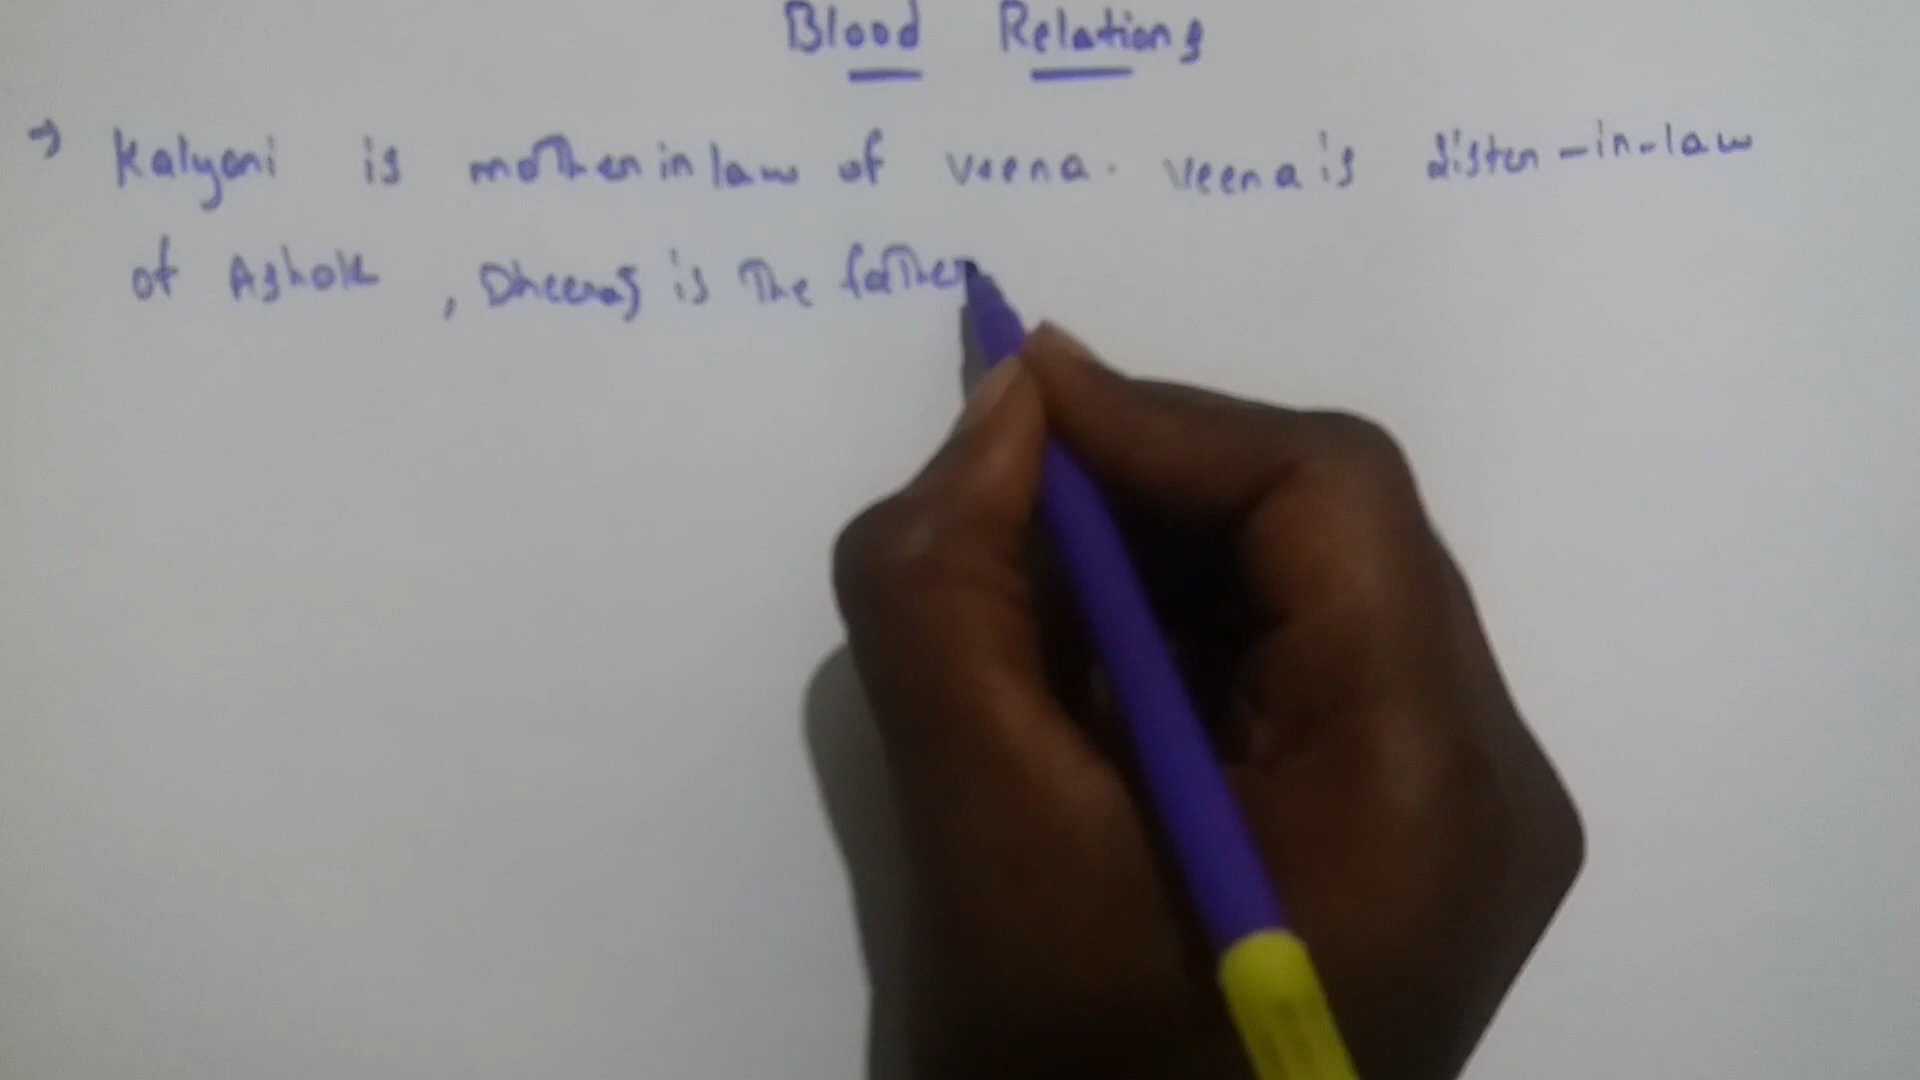 Blood Relations
→ Kalyani is mother in law of veena. veena is sister-in-law
of Ashok, Dheeraj is the father